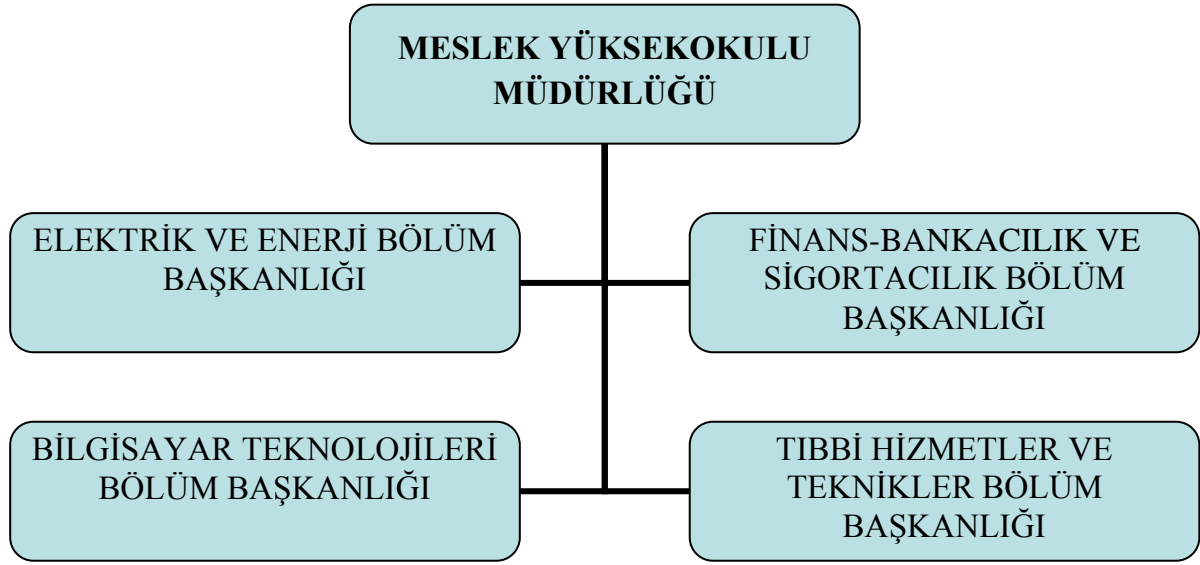 MESLEK YÜKSEKOKULU
MÜDÜRLÜĞÜ
ELEKTRİK VE ENERJİ BÖLÜM
BAŞKANLIĞI
FİNANS-BANKACILIK VE
SİGORTACILIK BÖLÜM
BAŞKANLIĞI
BİLGİSAYAR TEKNOLOJİLERİ
BÖLÜM BAŞKANLIĞI
TIBBİ HİZMETLER VE
TEKNİKLER BÖLÜM
BAŞKANLIĞI